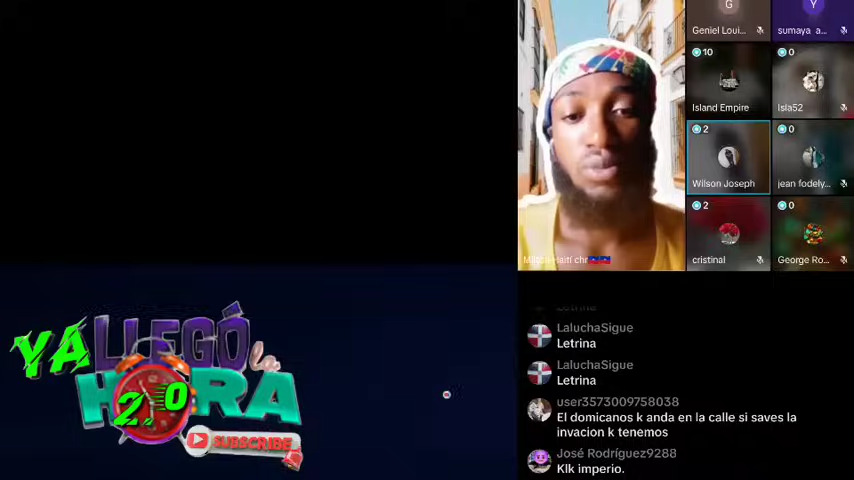 Geniel Loui...
sumaya a...
10
Island Empire
0
Isla52
2
Wilson Joseph
0
jean fodely...
2
cristinal
0
George Ro...
G
Y
YA LLEGÓ la
HORA
2.0
SUBSCRIBE
Letrina
LaluchaSigue
Letrina
LaluchaSigue
Letrina
user3573009758038
El domicanos k anda en la calle si saves la
invacion k tenemos
José Rodríguez9288
Klk imperio.